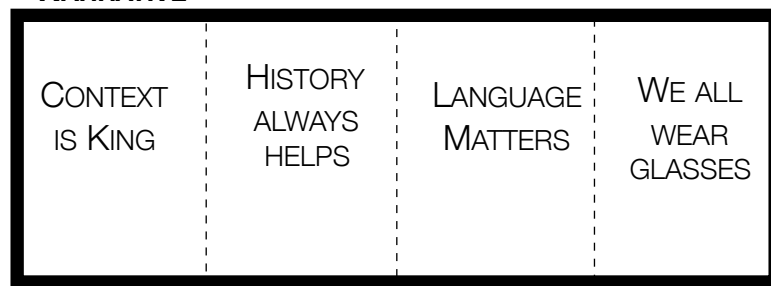 CONTEXT
IS KING
HISTORY
ALWAYS
HELPS
LANGUAGE
MATTERS
WE ALL
WEAR
GLASSES